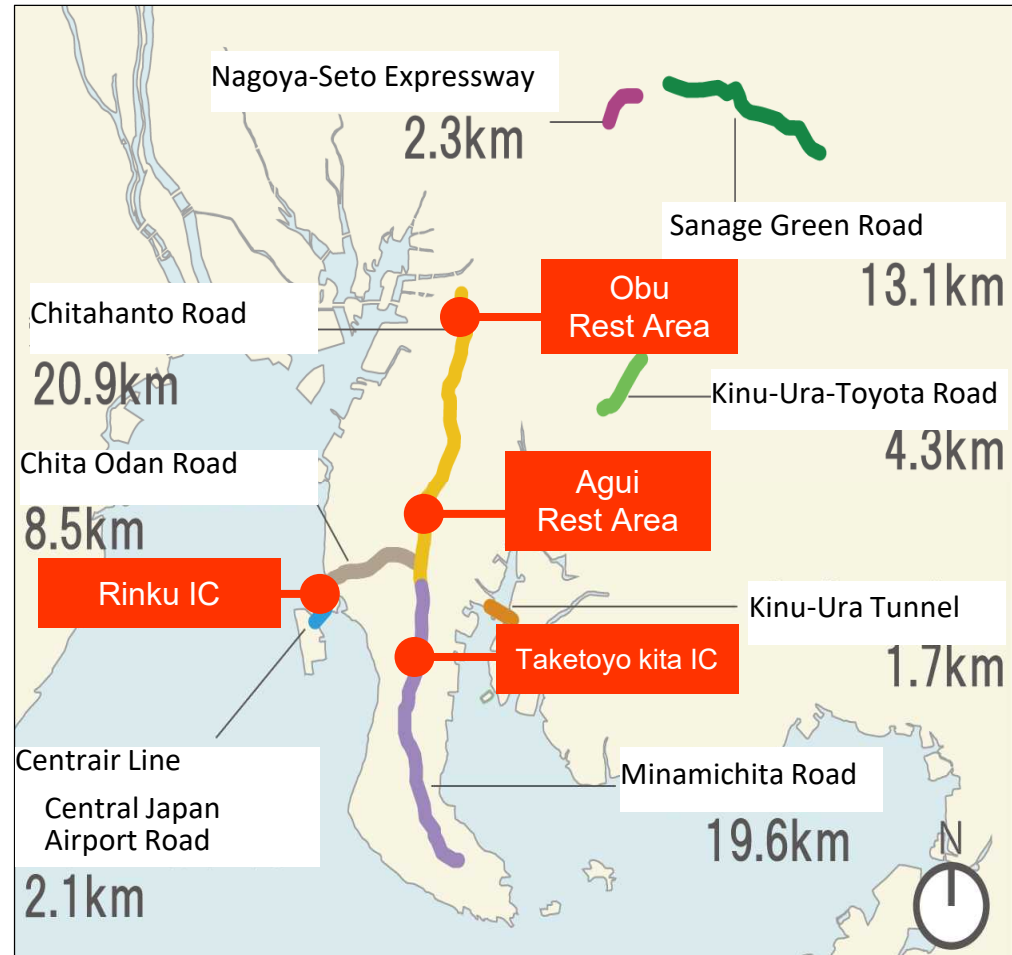 Nagoya-Seto Expressway
2.3km
Sanage Green Road
13.1km
Obu
Rest Area
Chitahanto Road
20.9km
Kinu-Ura-Toyota Road
4.3km
Chita Odan Road
8.5km
Agui
Rest Area
Rinku IC
Kinu-Ura Tunnel
1.7km
Taketoyo kita IC
Centrair Line
Central Japan
Airport Road
2.1km
Minamichita Road
19.6km
N